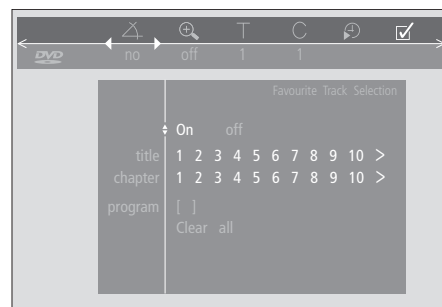 T C
DVD no off 1 1
Favourite Track Selection
On off
title 1 2 3 4 5 6 7 8 9 10 >
chapter 1 2 3 4 5 6 7 8 9 10 >
program [ ]
Clear all